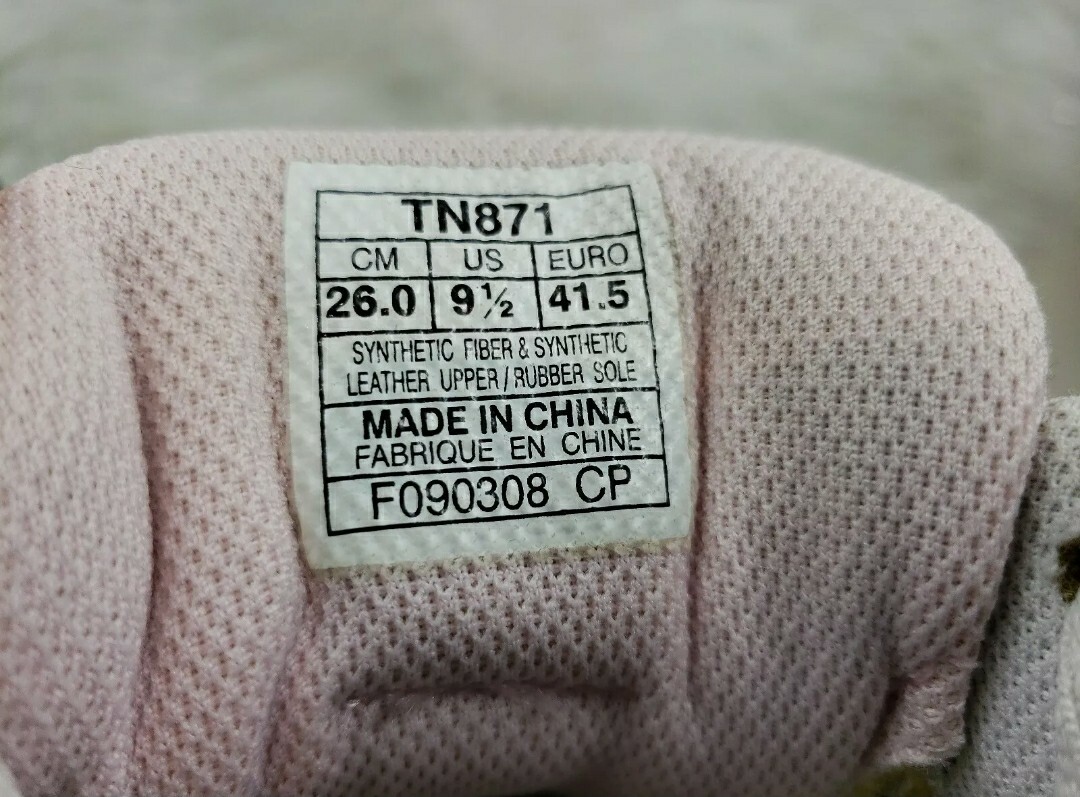 TN871
CM US EURO
26.0 9½ 41.5
SYNTHETIC FIBER & SYNTHETIC
LEATHER UPPER / RUBBER SOLE
MADE IN CHINA
FABRIQUE EN CHINE
F090308 CP